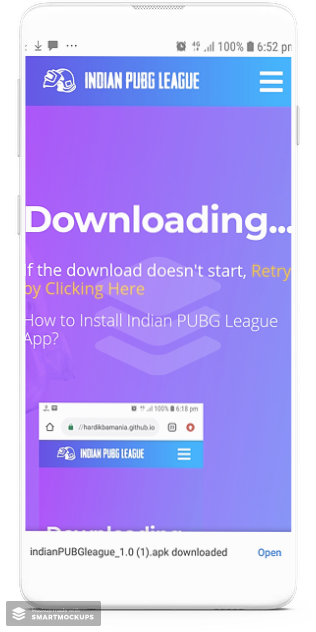 100% 6:52 pm
INDIAN PUBG LEAGUE
Downloading...
If the download doesn't start, Retry
by Clicking Here
How to Install Indian PUBG League
App?
6:18 pm
//hardikbamania.github.io
INDIAN PUBG LEAGUE
Downloading
indianPUBGleague_1.0 (1).apk downloaded
Open
SMARTMOCKUPS